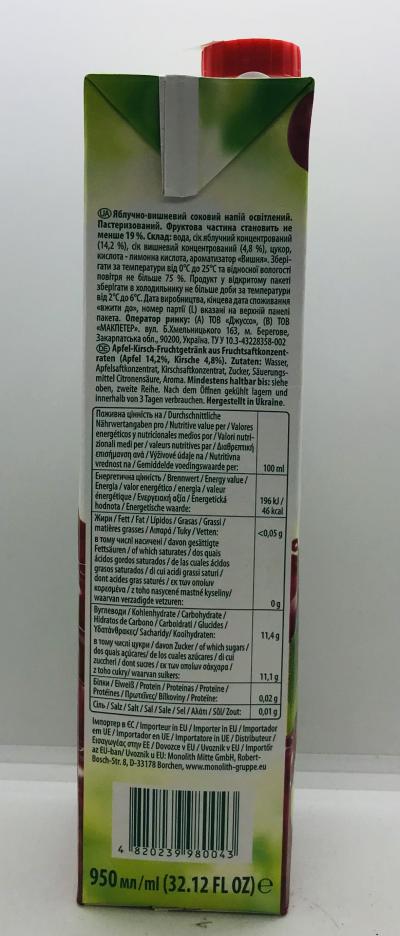 UA Яблучно-вишневий соковий напій освітлений.
Пастеризований. Фруктова частина становить не
менше 19 %. Склад: вода, сік яблучний концентрований
(14,2 %), сік вишневий концентрований (4,8 %), цукор,
кислота - лимонна кислота, ароматизатор «Вишня». Збері-
гати за температури від 0°С до 25°С та відносної вологості
повітря не більше 75 %. Продукт у відкритому пакеті
зберігати в холодильнику не більше доби за температури
від 2°С до 6°С. Дата виробництва, кінцева дата споживання
«вжити до», номер партії (L) вказані на верхній панелі
пакета. Оператор ринку: (А) ТОВ «Джуссо», (В) ТОВ
«МАКПЕТЕР». вул. Б.Хмельницького 163, м. Берегове,
Закарпатська обл., 90200, Україна. ТУ У 10.3-43228358-002
DE Apfel-Kirsch-Fruchtgetränk aus Fruchtsaftkonzent-
raten (Apfel 14,2%, Kirsche 4,8%). Zutaten: Wasser,
Apfelsaftkonzentrat, Kirschsaftkonzentrat, Zucker, Säuerungs-
mittel Citronensäure, Aroma. Mindestens haltbar bis: siehe
oben, zweite Reihe. Nach dem Öffnen gekühlt lagern und
innerhalb von 3 Tagen verbrauchen. Hergestellt in Ukraine.
Поживна цінність на / Durchschnittliche
Nährwertangaben pro / Nutritive value per / Valores
energéticos y nutricionales medios por / Valori nutri-
zionali medi per / valeurs nutritives par / Διαθρεπτική
επισήμανση ανά / Výživové údaje na / Nutritívna
vrednost na / Gemiddelde voedingswaarde per: 100 ml
Енергетична цінність / Brennwert / Energy value /
Energía / valor energético / energia / valeur
énergétique / Ενεργειακή αξία / Energetická
hodnota / Energetische waarde: 196 kJ /
46 kcal
Жири / Fett / Fat / Lípidos / Grasas / Grassi /
matières grasses / Λιπαρά / Tuky / Vetten: <0,05 g
в тому числі насичені / davon gesättigte
Fettsäuren / of which saturates / dos quais
ácidos gordos saturados / de las cuales ácidos
grasos saturados / di cui acidi grassi saturi /
dont acides gras saturés / εκ των οποίων
κορεσμένα / z toho nasycené mastné kyseliny/
waarvan verzadigde vetzuren: 0 g
Вуглеводи / Kohlenhydrate / Carbohydrate /
Hidratos de Carbono / Carboidrati / Glucides /
Υδατάνθρακες/ Sacharidy/ Kooihydraten: 11,4 g
в тому числі цукри / davon Zucker / of which sugars /
dos quais açúcares/ de los cuales azúcares / di cui
zuccheri / dont sucres / εκ των οποίων σάκχαρα /
z toho cukry/ waarvan suikers: 11,1 g
Білки / Eiweiß / Protein / Proteinas / Proteine /
Protéines / Πρωτεΐνες/ Bílkoviny / Proteine: 0,02 g
Сіль / Salz / Salt / Sal / Sale / Sel / Αλάτι / Sůl/ Zout: 0,01 g
Імпортер в ЄС / Importeur in EU / Importer in EU / Importador
em UE / Importador en UE / Importatore in UE / Distributeur /
Εισαγωγέας στην ΕΕ / Dovozce v EU / Uvoznik v EU / Importőr
az EU-ban/ Uvoznik u EU: Monolith Mitte GmbH, Robert-
Bosch-Str. 8, D-33178 Borchen, www.monolith-gruppe.eu
4 820239 980043
950 мл/ml (32.12 FL OZ) ℮